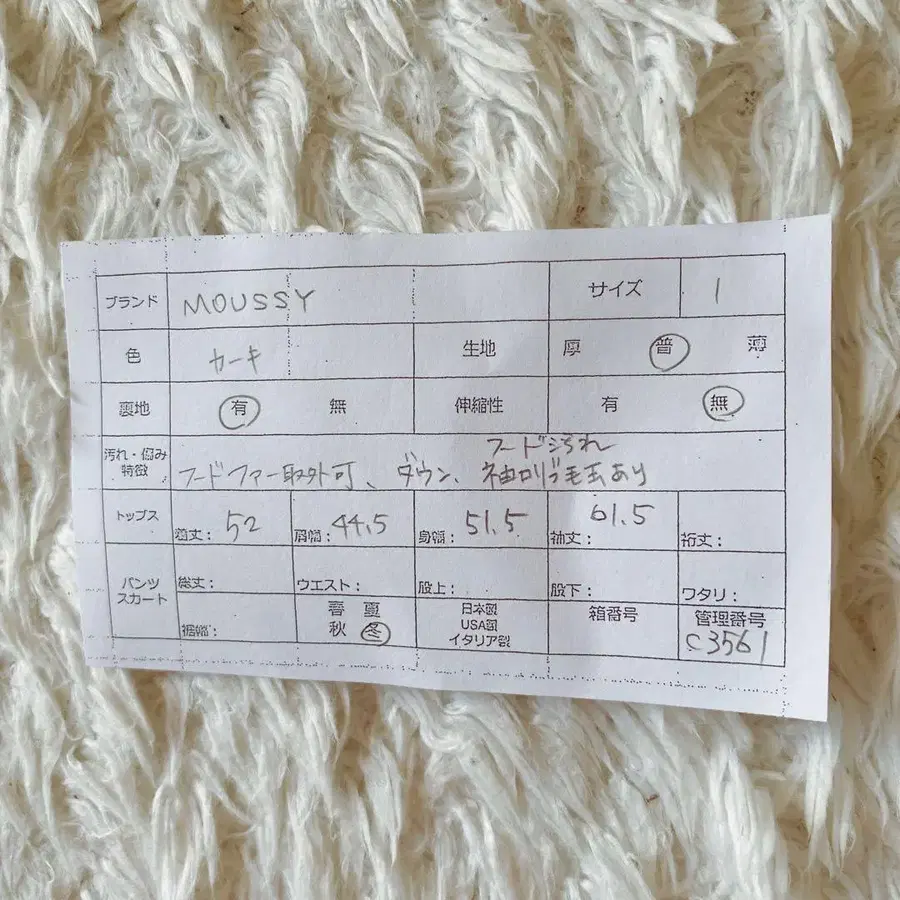 ブランド MOUSSY サイズ 1
色 カーキ 生地 厚 普 薄
裏地 有 無 伸縮性 有 無
汚れ・傷み
特徴
フードシ汚れ
フードファー取外可、ダウン、袖口リブ毛玉あり
トップス 着丈: 52 肩幅: 44.5 身幅: 51.5 袖丈: 61.5 裄丈:
パンツ
スカート
総丈: ウエスト: 股上: 股下: ワタリ:
裾幅:
春 夏
秋 冬
日本製
USA製
イタリア製
箱番号
管理番号
C3561